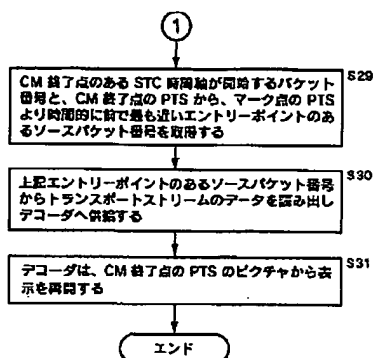 1
CM 終了点のある STC 時間軸が開始するパケット
番号と、CM 終了点の PTS から、マーク点の PTS
より時間的に前で最も近いエントリーポイントのあ
るソースパケット番号を取得する
S29
上記エントリーポイントのあるソースパケット番号
からトランスポートストリームのデータを読み出し
デコーダへ供給する
S30
デコーダは、CM 終了点の PTS のピクチャから表
示を再開する
S31
エンド